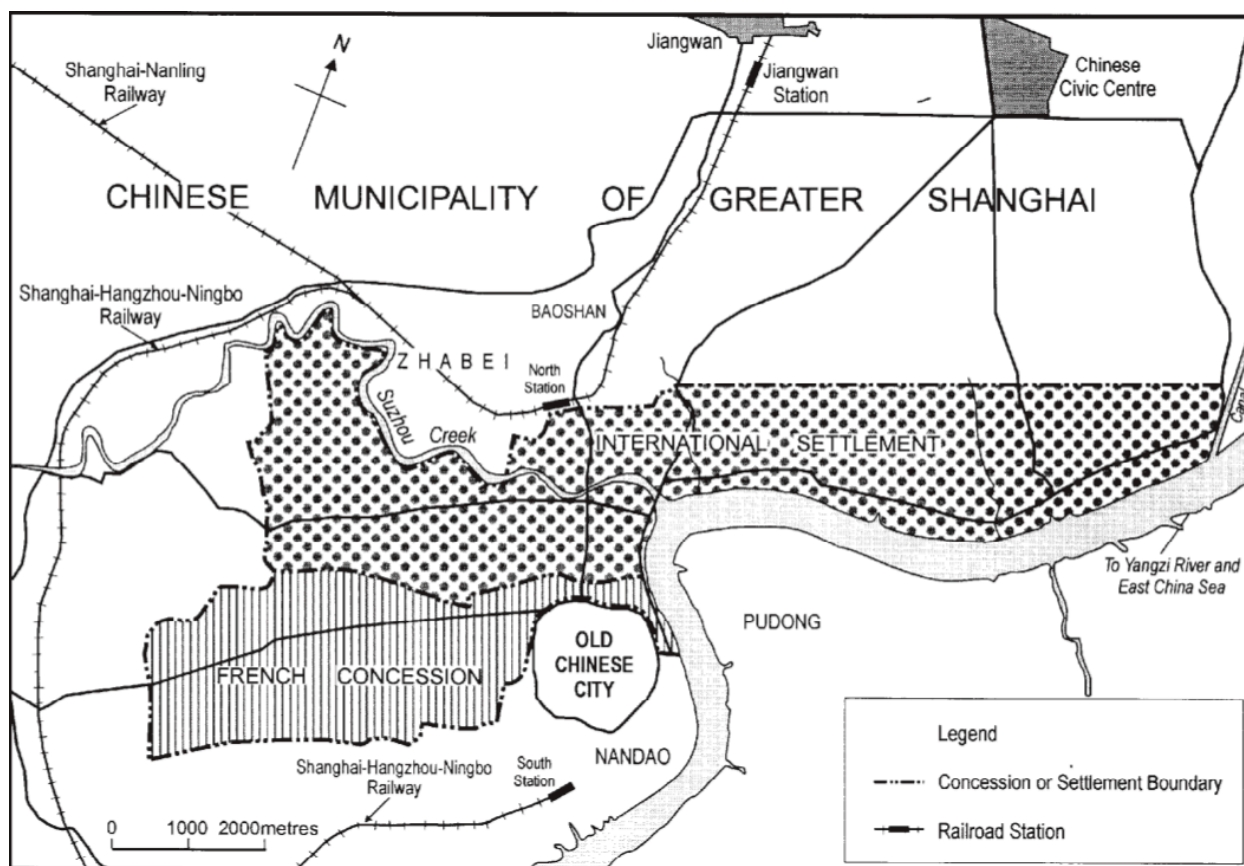 N
Jiangwan
Shanghai-Nanling
Railway
Jiangwan
Station
Chinese
Civic Centre
CHINESE MUNICIPALITY OF GREATER SHANGHAI
Shanghai-Hangzhou-Ningbo
Railway
BAOSHAN
ZHABEI
North
Station
Suzhou
Creek
INTERNATIONAL SETTLEMENT
Canal
To Yangzi River and
East China Sea
PUDONG
OLD
CHINESE
CITY
FRENCH CONCESSION
NANDAO
South
Station
Shanghai-Hangzhou-Ningbo
Railway
0 1000 2000metres
Legend
Concession or Settlement Boundary
Railroad Station